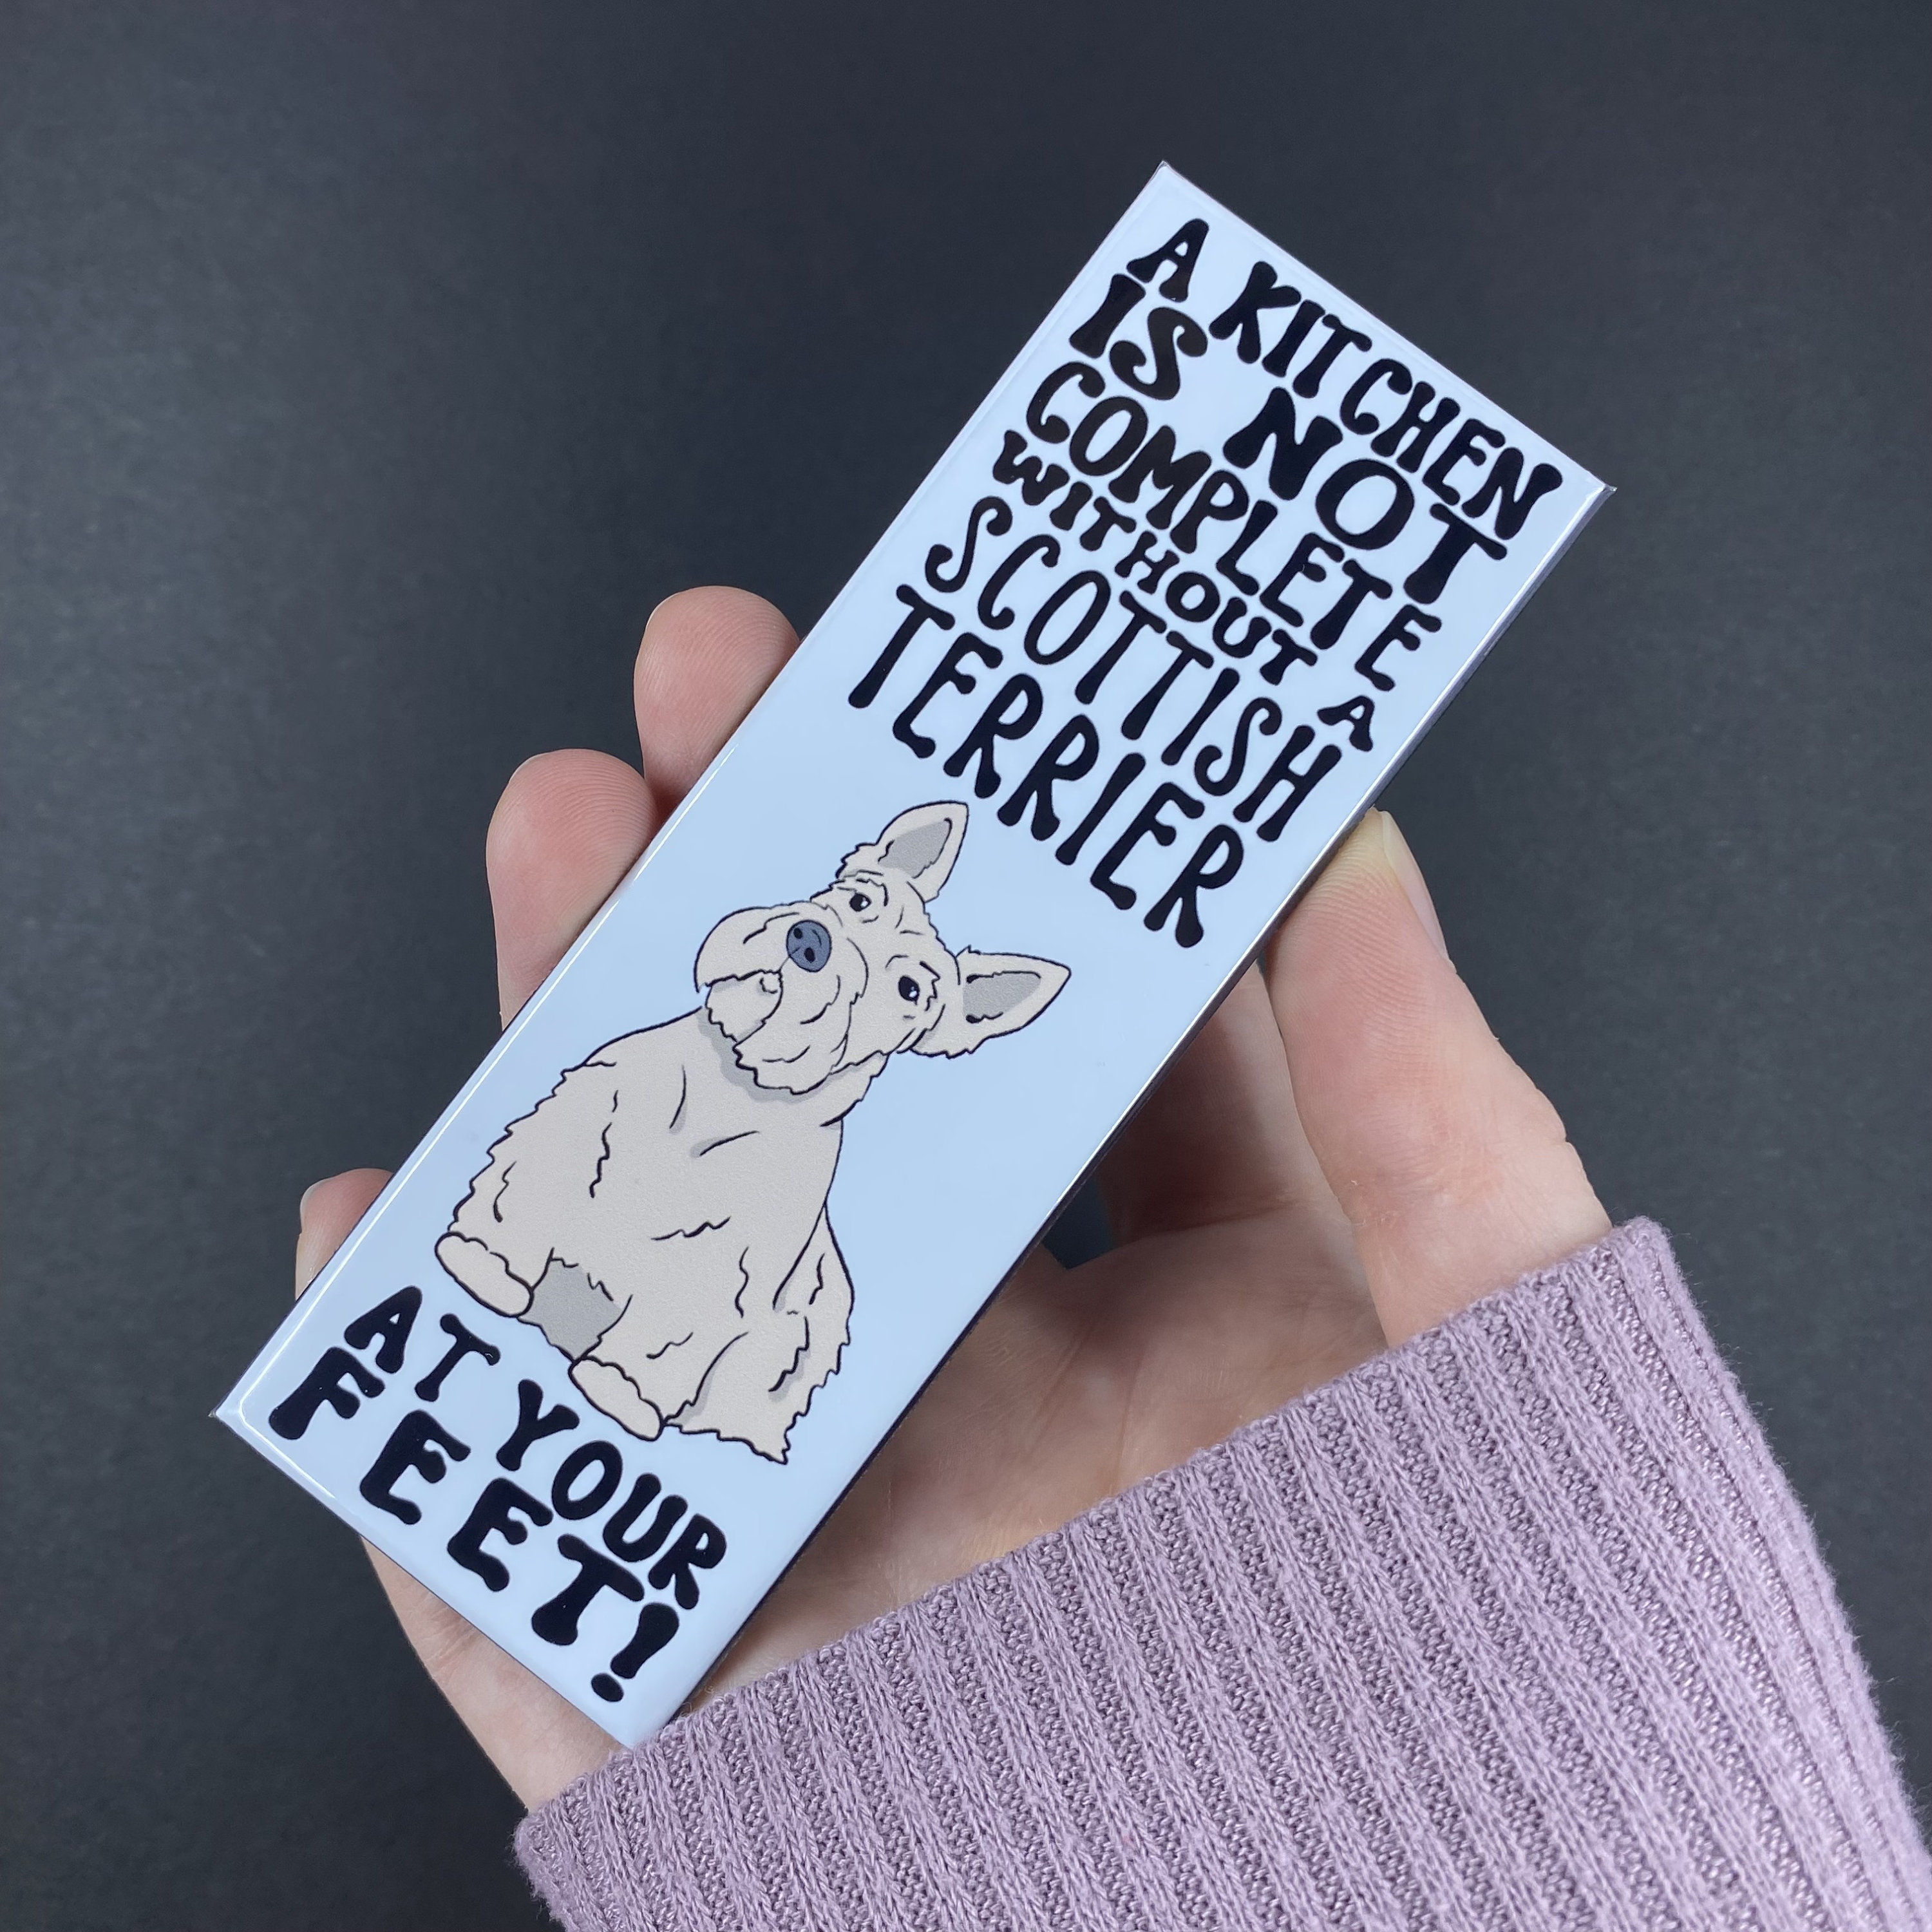 A KITCHEN
IS NOT
COMPLETE
WITHOUT A
SCOTTISH
TERRIER
AT YOUR
FEET!